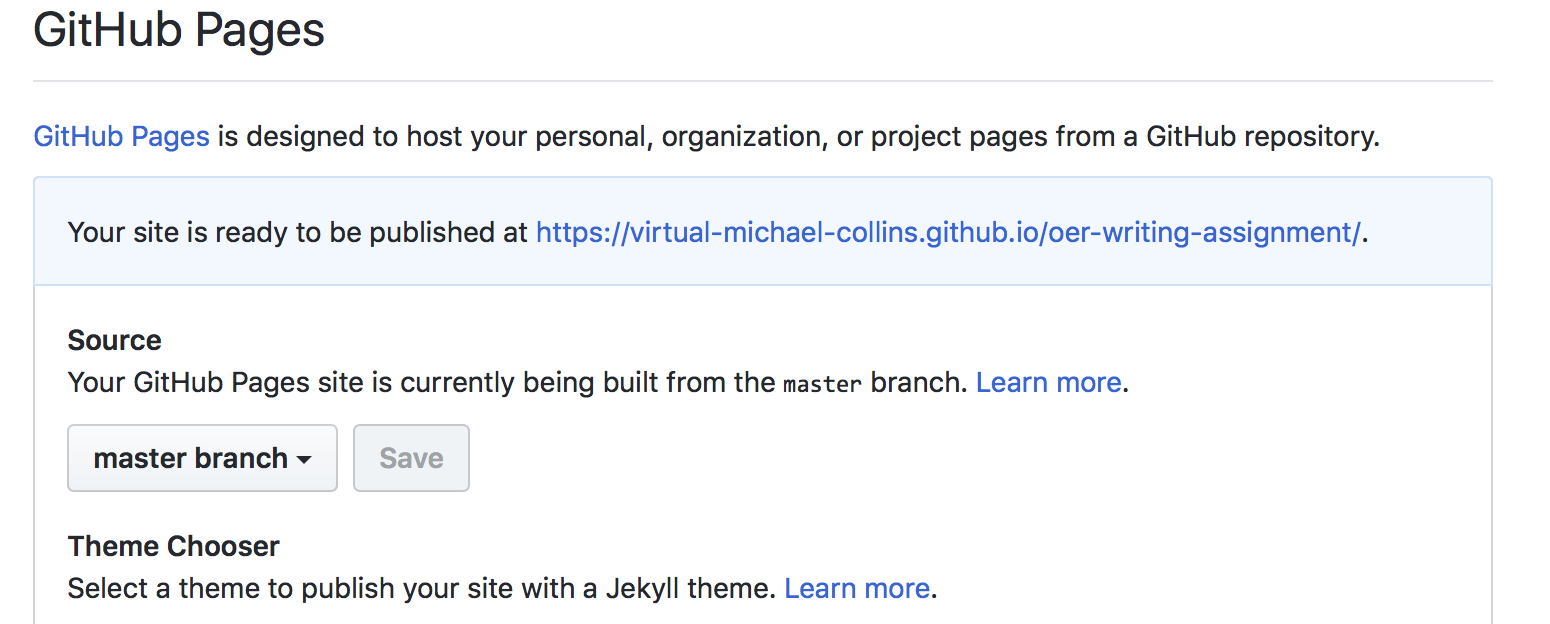 GitHub Pages
GitHub Pages is designed to host your personal, organization, or project pages from a GitHub repository.
Your site is ready to be published at https://virtual-michael-collins.github.io/oer-writing-assignment/.
Source
Your GitHub Pages site is currently being built from the master branch. Learn more.
master branch Save
Theme Chooser
Select a theme to publish your site with a Jekyll theme. Learn more.